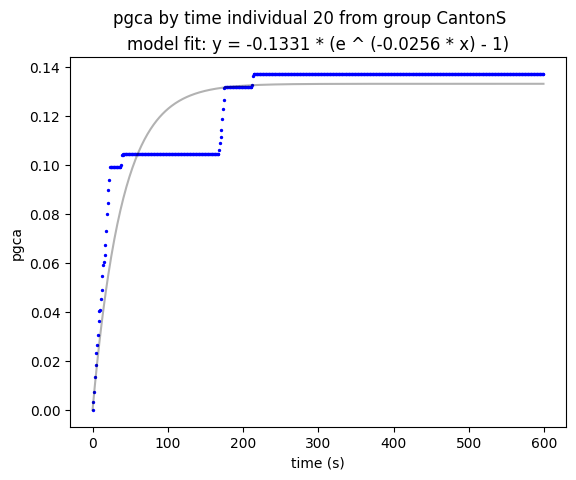 pgca by time individual 20 from group CantonS
model fit: y = -0.1331 * (e ^ (-0.0256 * x) - 1)
0.14
0.12
0.10
0.08
0.06
0.04
0.02
0.00
pgca
0 100 200 300 400 500 600
time (s)